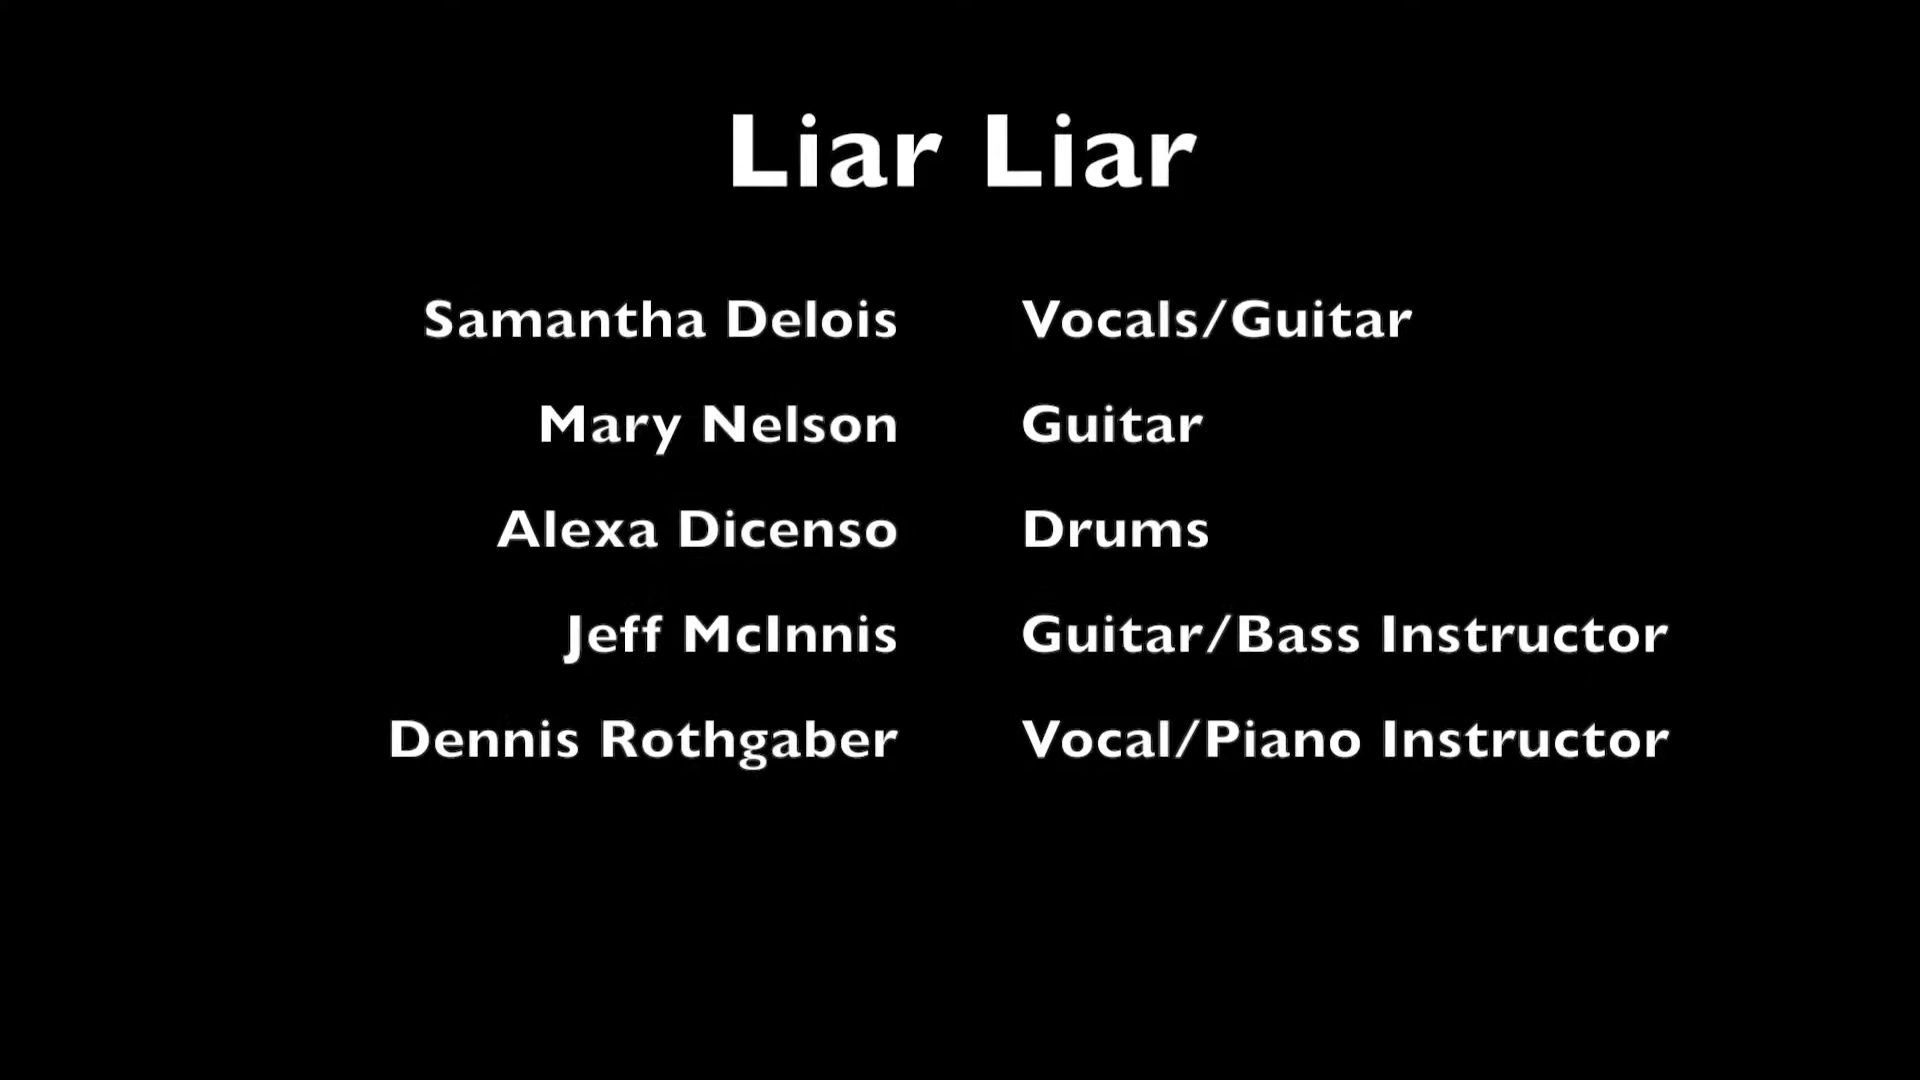 Liar Liar
Samantha Delois Vocals/Guitar
Mary Nelson Guitar
Alexa Dicenso Drums
Jeff McInnis Guitar/Bass Instructor
Dennis Rothgaber Vocal/Piano Instructor